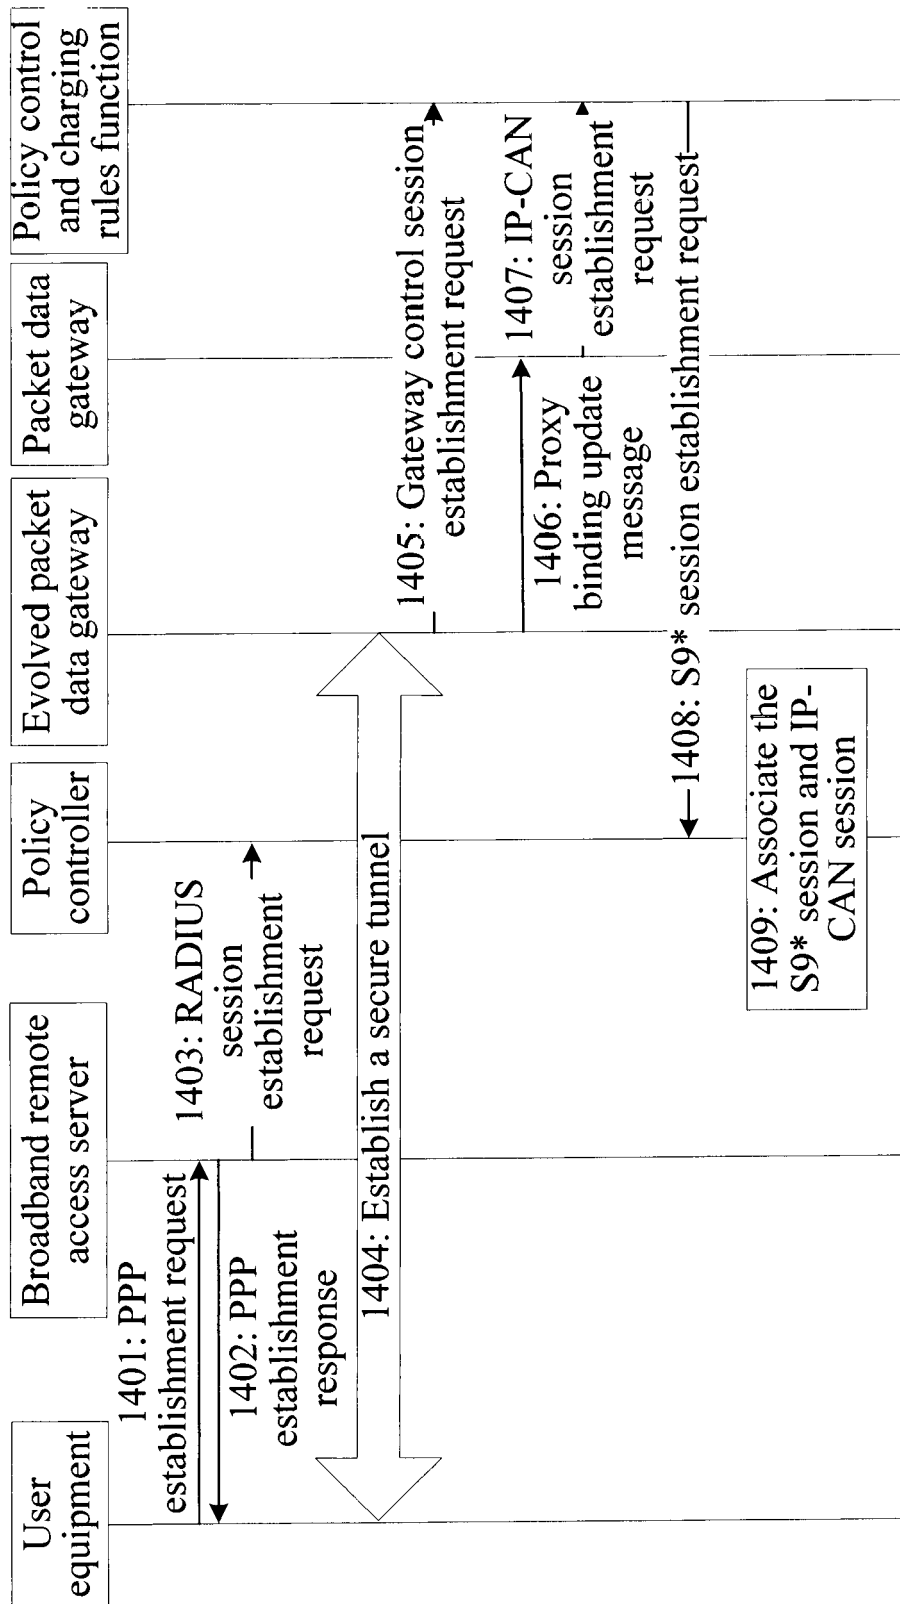 User
equipment
Broadband remote
access server
Policy
controller
Evolved packet
data gateway
Packet data
gateway
Policy control
and charging
rules function
1401: PPP
establishment request
1402: PPP
establishment
response
1403: RADIUS
session
establishment
request
1404: Establish a secure tunnel
1405: Gateway control session
establishment request
1406: Proxy
binding update
message
1407: IP-CAN
session
establishment
request
1408: S9* session establishment request
1409: Associate the
S9* session and IP-
CAN session